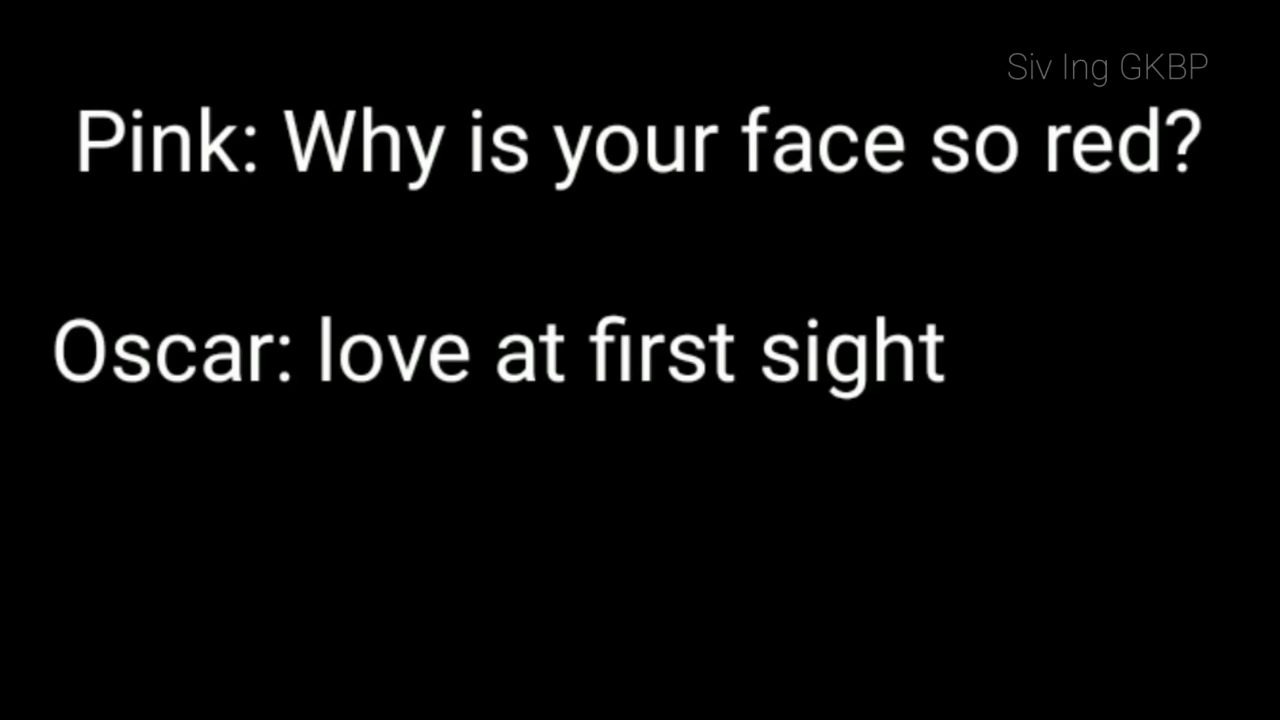 Siv Ing GKBP
Pink: Why is your face so red?
Oscar: love at first sight